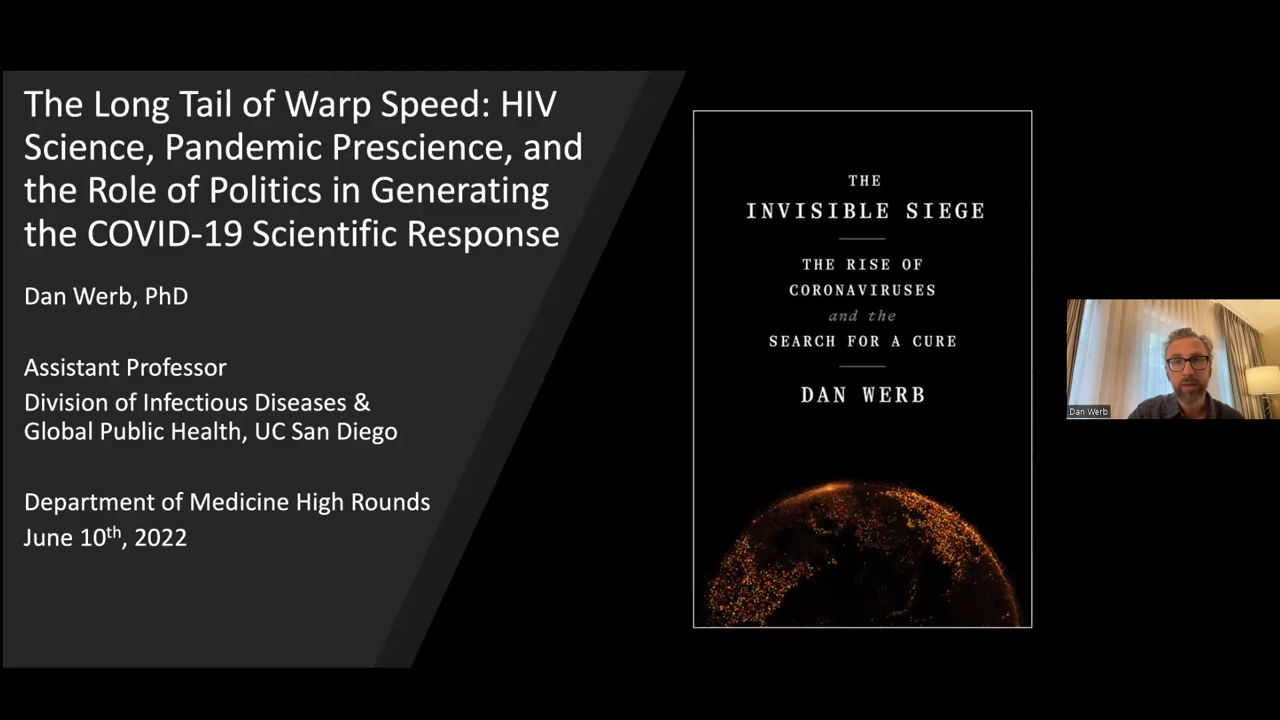 The Long Tail of Warp Speed: HIV
Science, Pandemic Prescience, and
the Role of Politics in Generating
the COVID-19 Scientific Response
Dan Werb, PhD
Assistant Professor
Division of Infectious Diseases &
Global Public Health, UC San Diego
Department of Medicine High Rounds
June 10th, 2022
THE
INVISIBLE SIEGE
THE RISE OF
CORONAVIRUSES
and the
SEARCH FOR A CURE
DAN WERB
Dan Werb